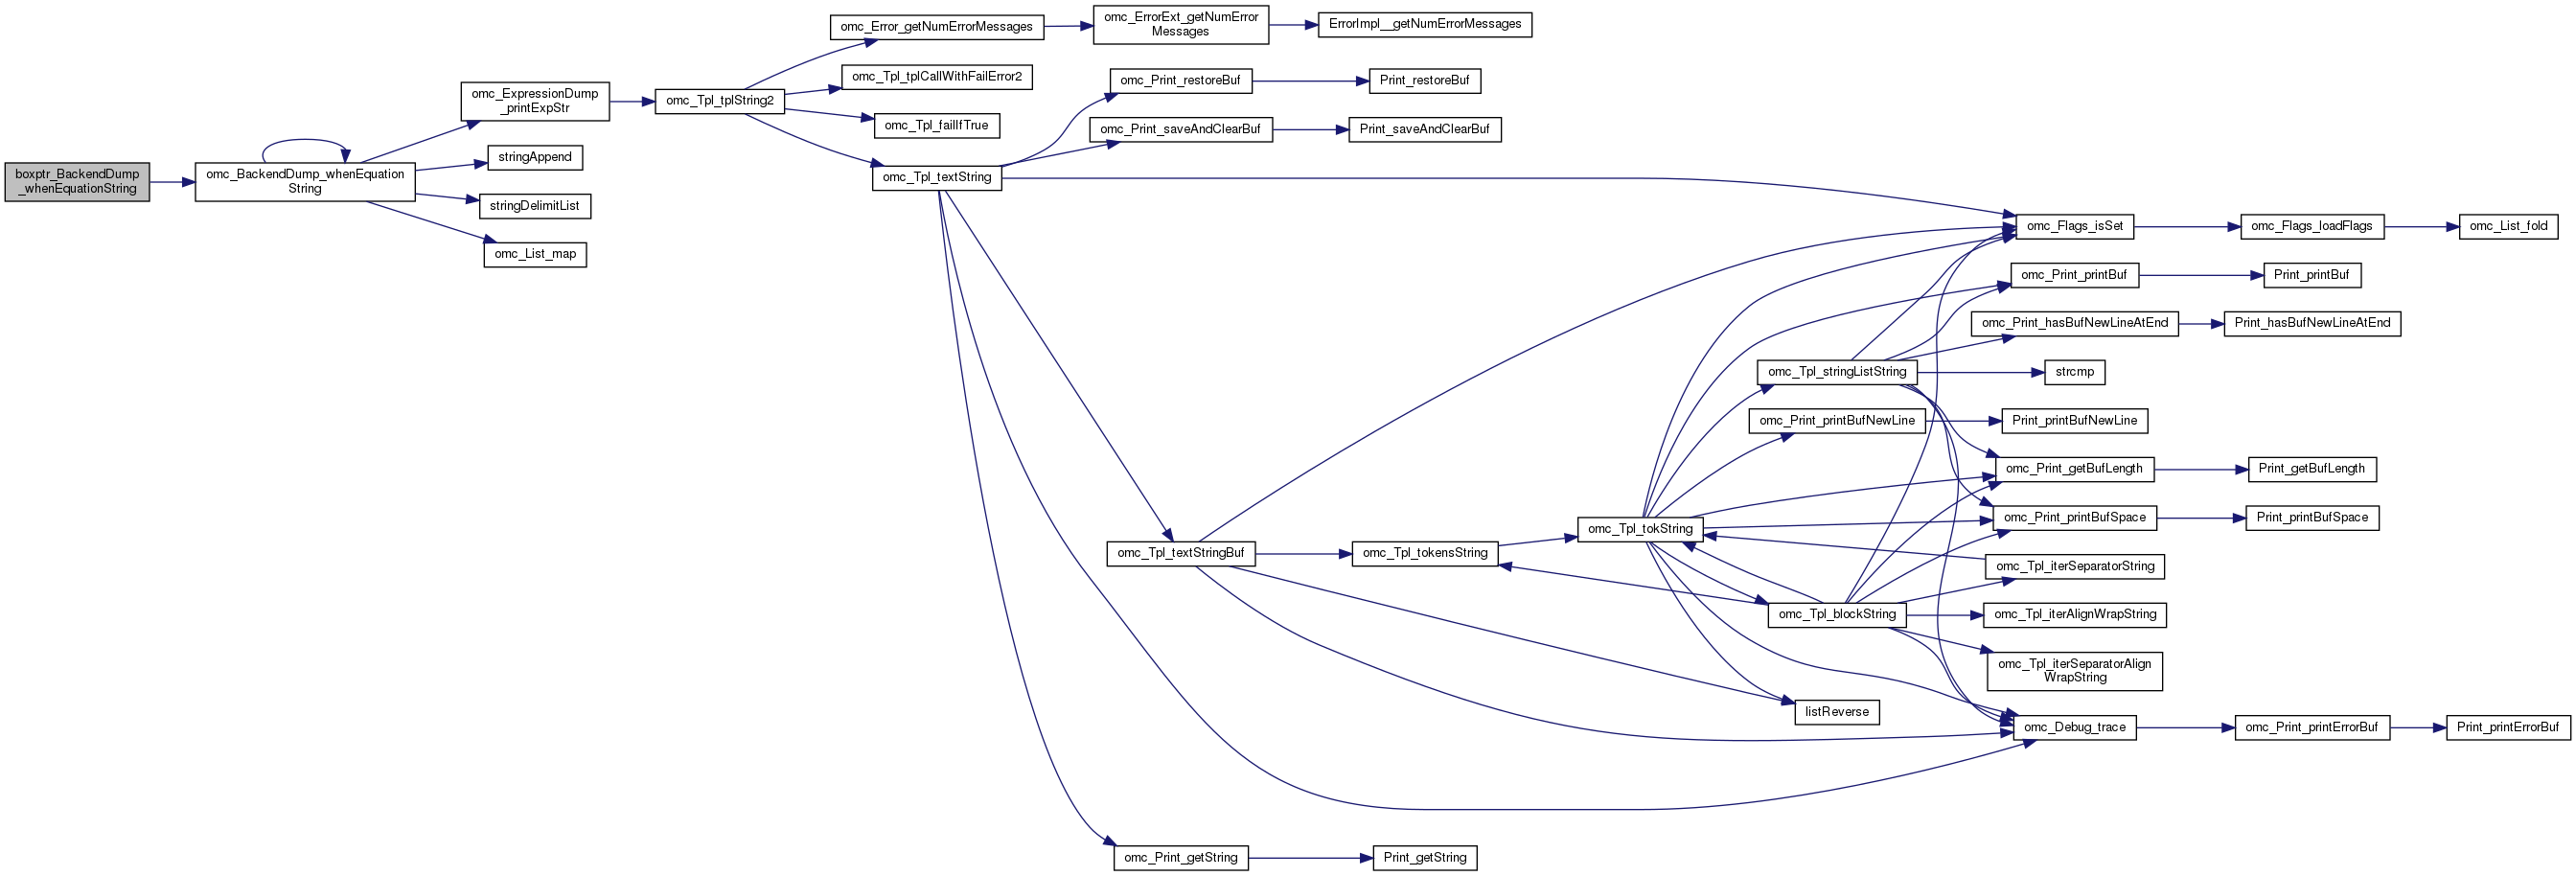 boxptr_BackendDump
_whenEquationString
omc_BackendDump_whenEquation
String
omc_ExpressionDump
_printExpStr
stringAppend
stringDelimitList
omc_List_map
omc_Tpl_tplString2
omc_Error_getNumErrorMessages
omc_ErrorExt_getNumError
Messages
ErrorImpl__getNumErrorMessages
omc_Tpl_tplCallWithFailError2
omc_Tpl_failIfTrue
omc_Tpl_textString
omc_Print_restoreBuf
Print_restoreBuf
omc_Print_saveAndClearBuf
Print_saveAndClearBuf
omc_Flags_isSet
omc_Flags_loadFlags
omc_List_fold
omc_Print_printBuf
Print_printBuf
omc_Print_hasBufNewLineAtEnd
Print_hasBufNewLineAtEnd
omc_Tpl_stringListString
strcmp
omc_Print_printBufNewLine
Print_printBufNewLine
omc_Print_getBufLength
Print_getBufLength
omc_Tpl_tokString
omc_Print_printBufSpace
Print_printBufSpace
omc_Tpl_textStringBuf
omc_Tpl_tokensString
omc_Tpl_iterSeparatorString
omc_Tpl_blockString
omc_Tpl_iterAlignWrapString
omc_Tpl_iterSeparatorAlign
WrapString
listReverse
omc_Debug_trace
omc_Print_printErrorBuf
Print_printErrorBuf
omc_Print_getString
Print_getString